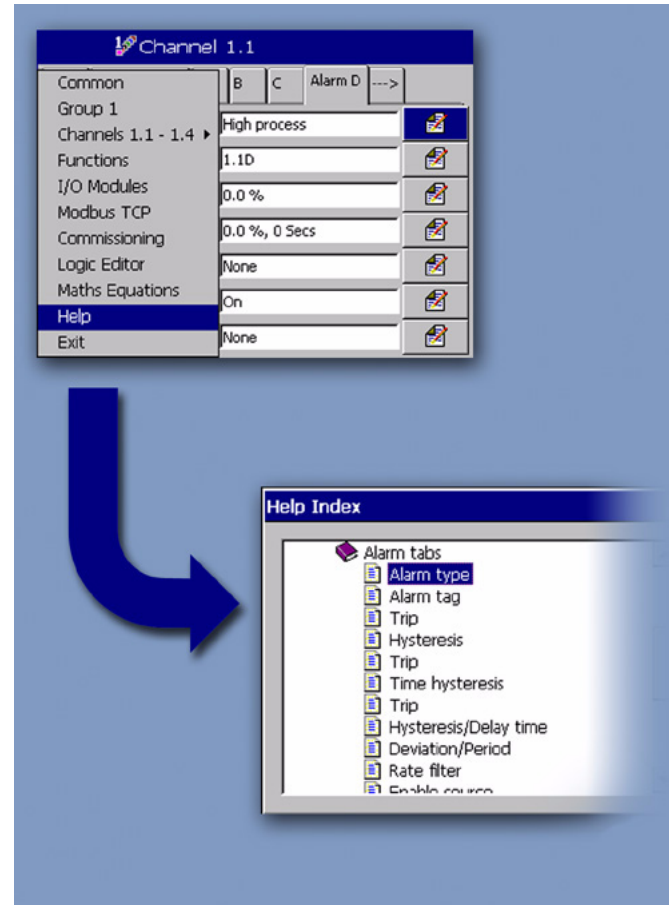 Channel 1.1
B C Alarm D --->
Common
Group 1
Channels 1.1 - 1.4
Functions
I/O Modules
Modbus TCP
Commissioning
Logic Editor
Maths Equations
Help
Exit
High process
1.1D
0.0 %
0.0 %, 0 Secs
None
On
None
Help Index
Alarm tabs
Alarm type
Alarm tag
Trip
Hysteresis
Trip
Time hysteresis
Trip
Hysteresis/Delay time
Deviation/Period
Rate filter
Enable source